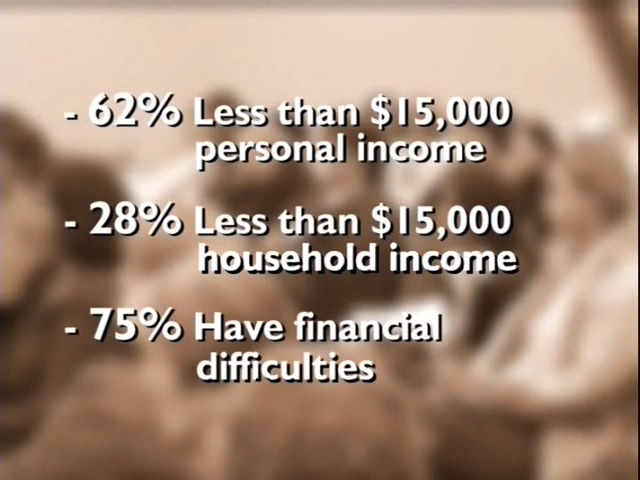 - 62% Less than $15,000
personal income
- 28% Less than $15,000
household income
- 75% Have financial
difficulties